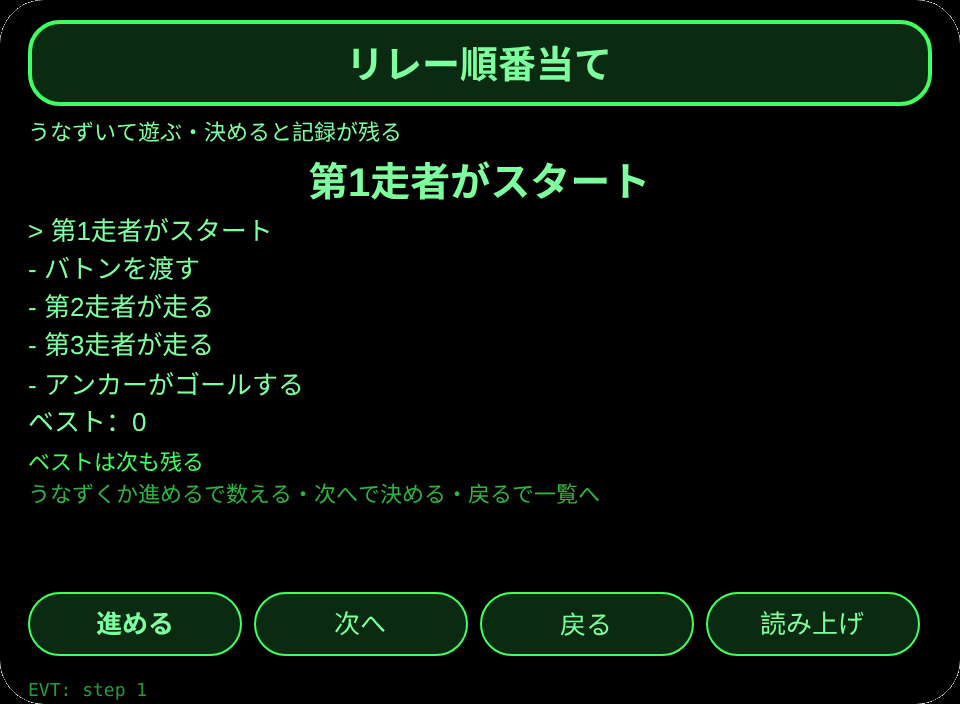 リレー順番当て
うなずいて遊ぶ・決めると記録が残る
第1走者がスタート
> 第1走者がスタート
- バトンを渡す
- 第2走者が走る
- 第3走者が走る
- アンカーがゴールする
ベスト: 0
ベストは次も残る
うなずくか進めるで数える・次へで決める・戻るで一覧へ
進める
次へ
戻る
読み上げ
EVT: step 1